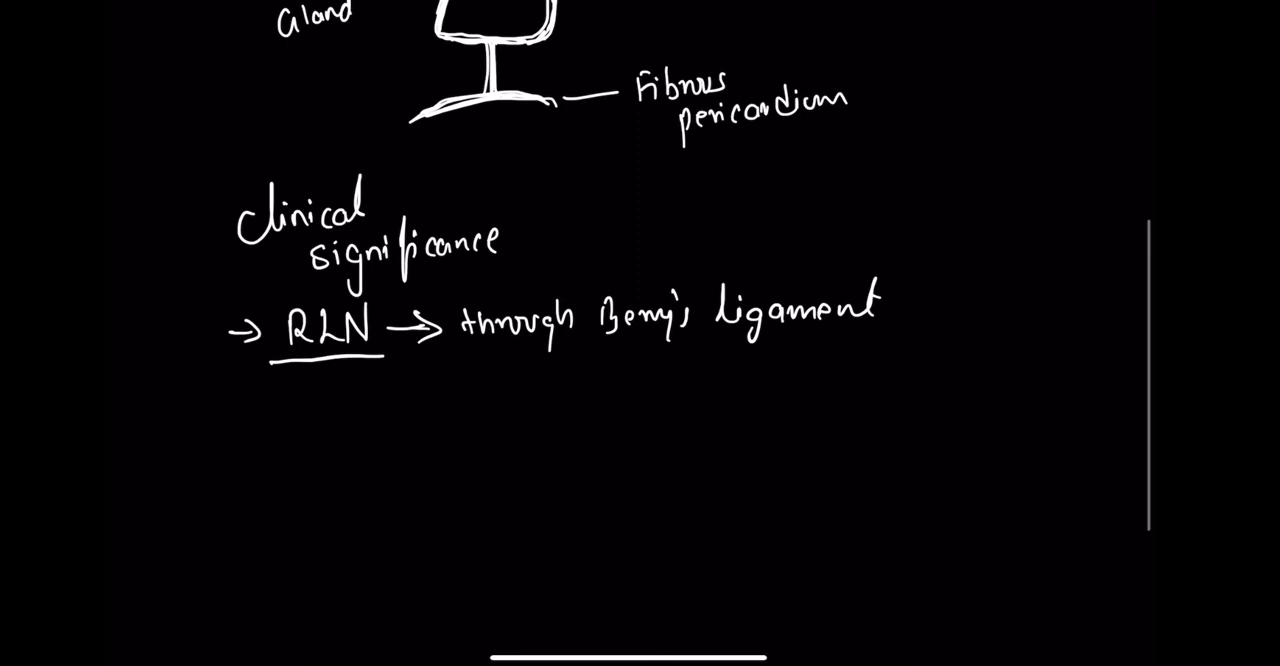 Gland
Fibrous
pericardium
Clinical
significance
→ RLN → through Berry's Ligament